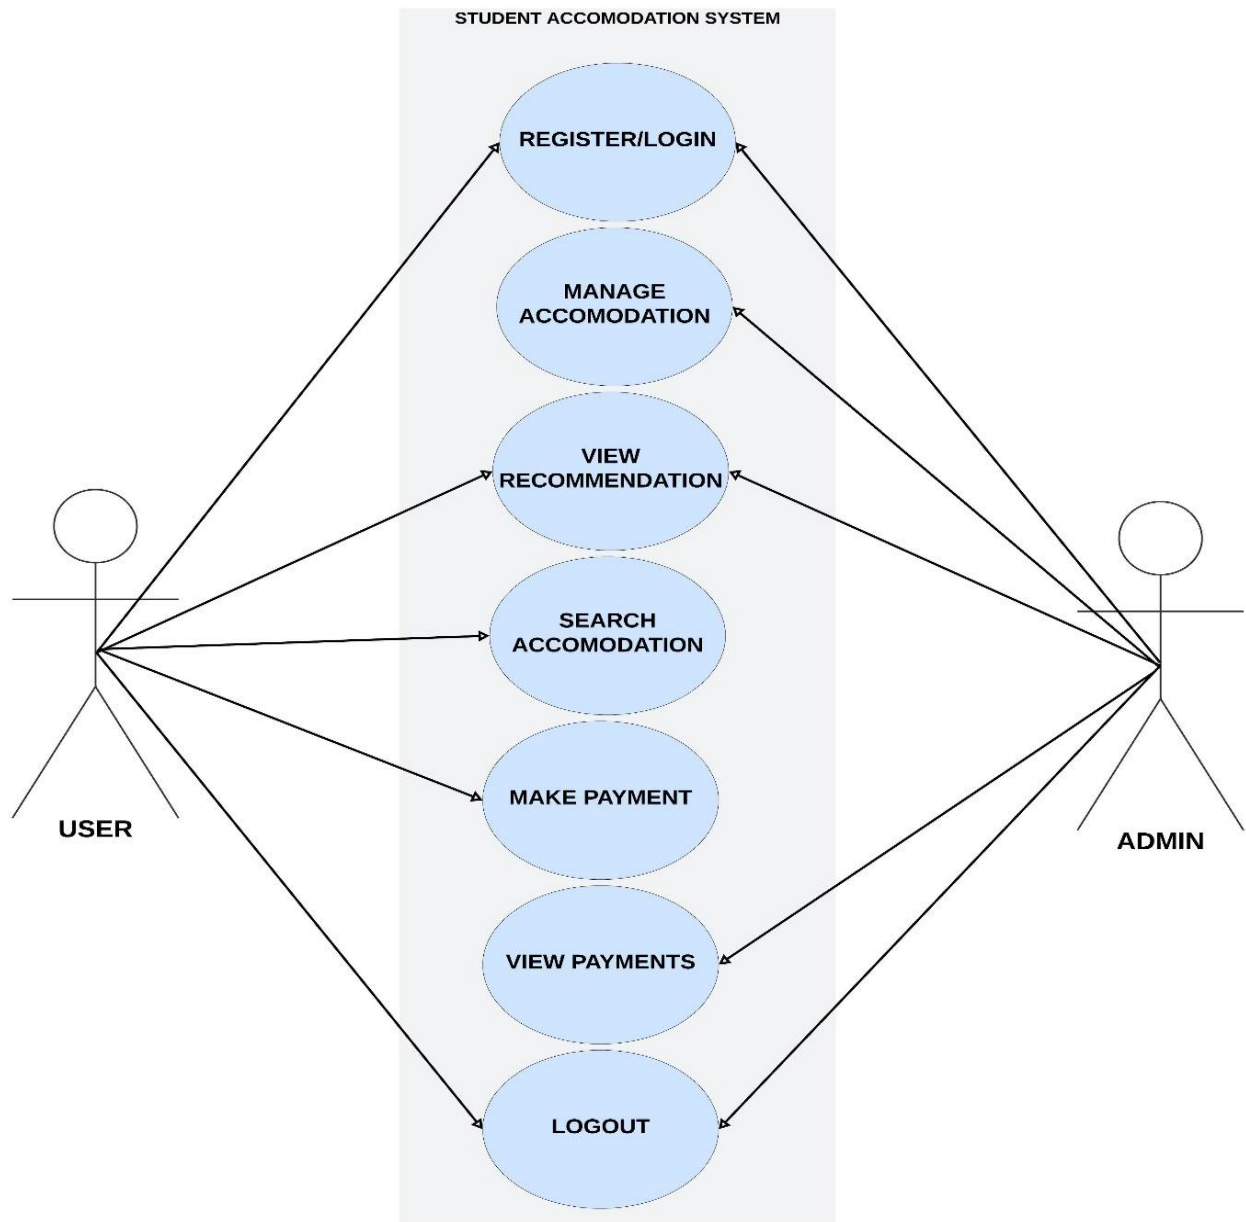 STUDENT ACCOMODATION SYSTEM
REGISTER/LOGIN
MANAGE
ACCOMODATION
VIEW
RECOMMENDATION
SEARCH
ACCOMODATION
MAKE PAYMENT
USER
ADMIN
VIEW PAYMENTS
LOGOUT